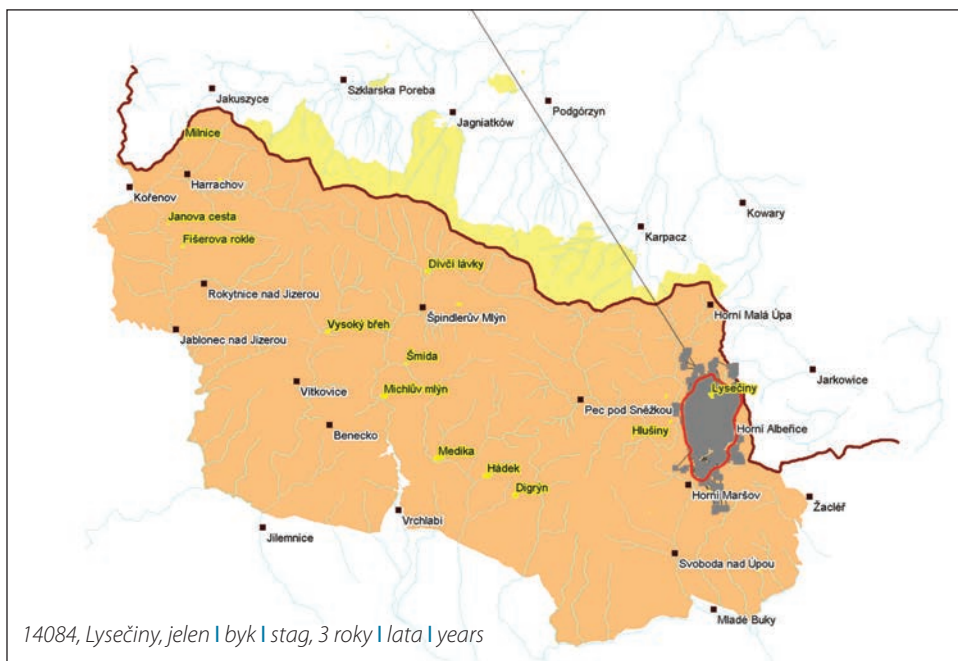 Szklarska Poreba
Jakuszyce
Podgórzyn
Jagniatków
Milnice
Harrachov
Kořenov
Kowary
Janova cesta
Karpacz
Fišerova rokle
Dívčí lávky
Rokytnice nad Jizerou
Horní Malá Úpa
Špindlerův Mlýn
Vysoký břeh
Jablonec nad Jizerou
Šmída
Jarkowice
Vítkovice
Lysečiny
Michlův mlýn
Pec pod Sněžkou
Benecko
Hlušiny
Horní Albeřice
Medika
Hádek
Digrýn
Horní Maršov
Žacléř
Vrchlabí
Jilemnice
Svoboda nad Úpou
Mladé Buky
14084, Lysečiny, jelen I byk I stag, 3 roky I lata I years